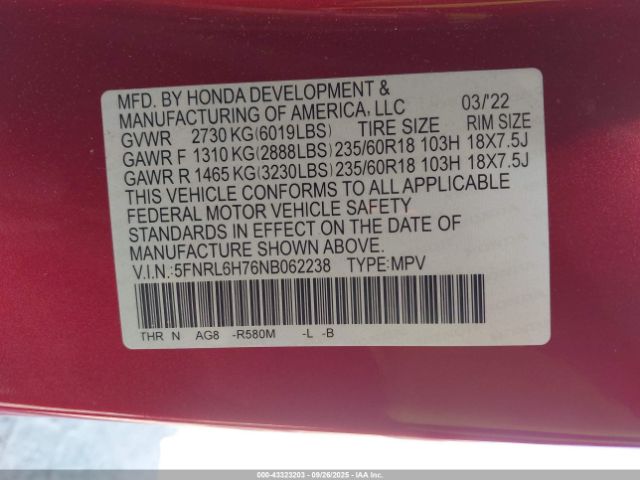 MFD. BY HONDA DEVELOPMENT &
MANUFACTURING OF AMERICA, LLC 03/'22
GVWR 2730 KG(6019LBS) TIRE SIZE RIM SIZE
GAWR F 1310 KG(2888LBS) 235/60R18 103H 18X7.5J
GAWR R 1465 KG(3230LBS) 235/60R18 103H 18X7.5J
THIS VEHICLE CONFORMS TO ALL APPLICABLE
FEDERAL MOTOR VEHICLE SAFETY
STANDARDS IN EFFECT ON THE DATE OF
MANUFACTURE SHOWN ABOVE.
V.I.N.:5FNRL6H76NB062238 TYPE:MPV
THR N AG8 -R580M -L -B
000-43323203 - 09/26/2025 - IAA, Inc.